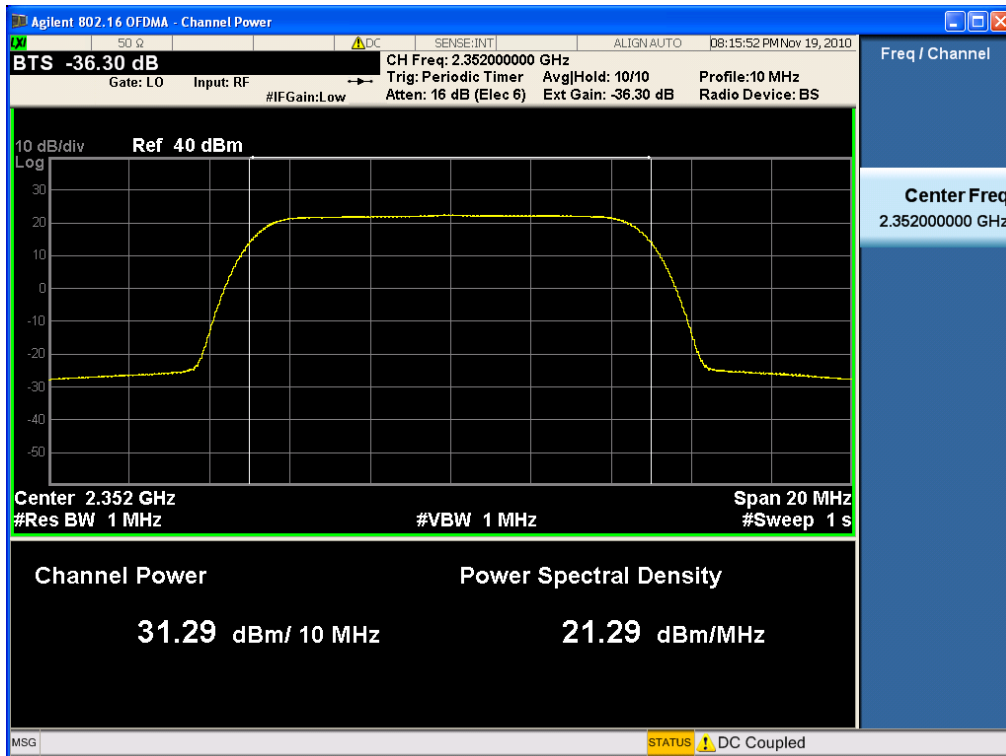 Agilent 802.16 OFDMA - Channel Power
LXI 50 Ω DC SENSE:INT ALIGN AUTO 08:15:52 PM Nov 19, 2010
BTS -36.30 dB CH Freq: 2.352000000 GHz
Trig: Periodic Timer Avg|Hold: 10/10 Profile:10 MHz
Gate: LO Input: RF
#IFGain:Low Atten: 16 dB (Elec 6) Ext Gain: -36.30 dB Radio Device: BS
Freq / Channel
Center Freq
2.352000000 GHz
10 dB/div Ref 40 dBm
Log
30
20
10
0
-10
-20
-30
-40
-50
Center 2.352 GHz Span 20 MHz
#Res BW 1 MHz #VBW 1 MHz #Sweep 1 s
Channel Power Power Spectral Density
31.29 dBm/ 10 MHz 21.29 dBm/MHz
MSG STATUS DC Coupled